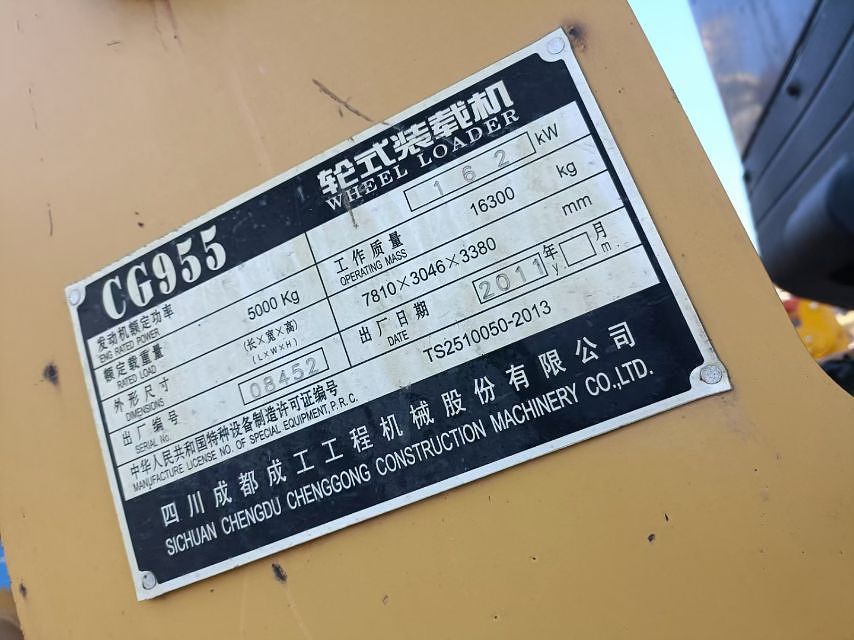 CG955 轮式装载机
WHEEL LOADER
发动机额定功率 162 kW
ENG RATED POWER
额定载重量 5000 Kg 工作质量 16300 kg
RATED LOAD OPERATING MASS
外形尺寸 (长×宽×高) 7810×3046×3380 mm
DIMENSIONS (L×W×H)
出厂编号 08452 出厂日期 2011 年 月
SERIAL No. DATE y. m.
中华人民共和国特种设备制造许可证编号 TS2510050-2013
MANUFACTURE LICENSE NO. OF SPECIAL EQUIPMENT, P.R.C.
四川成都成工工程机械股份有限公司
SICHUAN CHENGDU CHENGGONG CONSTRUCTION MACHINERY CO.,LTD.